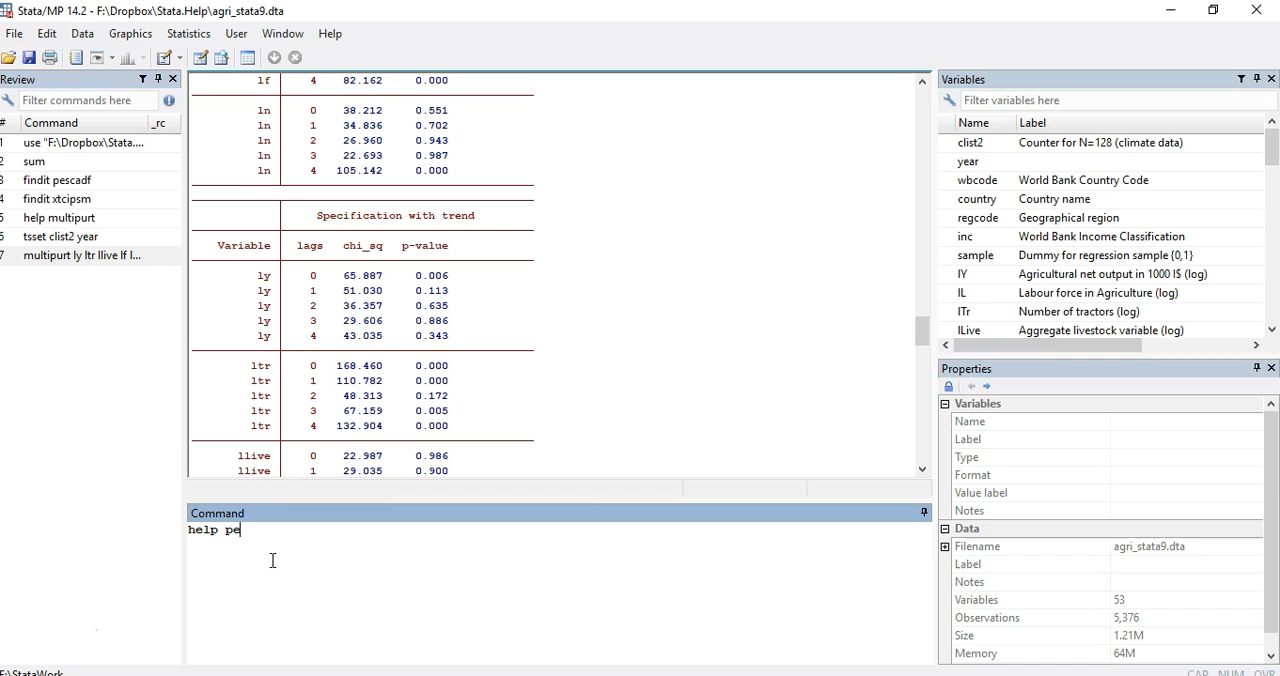 Stata/MP 14.2 - F:\Dropbox\Stata.Help\agri_stata9.dta
File Edit Data Graphics Statistics User Window Help
Review
Filter commands here
# Command _rc
1 use "F:\Dropbox\Stata....
2 sum
3 findit pescadf
4 findit xtcipsm
5 help multipurt
6 tsset clist2 year
7 multipurt ly ltr llive lf l...
lf 4 82.162 0.000
ln 0 38.212 0.551
ln 1 34.836 0.702
ln 2 26.960 0.943
ln 3 22.693 0.987
ln 4 105.142 0.000
Specification with trend
Variable lags chi_sq p-value
ly 0 65.887 0.006
ly 1 51.030 0.113
ly 2 36.357 0.635
ly 3 29.606 0.886
ly 4 43.035 0.343
ltr 0 168.460 0.000
ltr 1 110.782 0.000
ltr 2 48.313 0.172
ltr 3 67.159 0.005
ltr 4 132.904 0.000
llive 0 22.987 0.986
llive 1 29.035 0.900
Command
help pe
Variables
Filter variables here
Name Label
clist2 Counter for N=128 (climate data)
year
wbcode World Bank Country Code
country Country name
regcode Geographical region
inc World Bank Income Classification
sample Dummy for regression sample {0,1}
lY Agricultural net output in 1000 I$ (log)
lL Labour force in Agriculture (log)
lTr Number of tractors (log)
lLive Aggregate livestock variable (log)
Properties
Variables
Name
Label
Type
Format
Value label
Notes
Data
Filename agri_stata9.dta
Label
Notes
Variables 53
Observations 5,376
Size 1.21M
Memory 64M
F:\StataWork
CAP NUM OVR